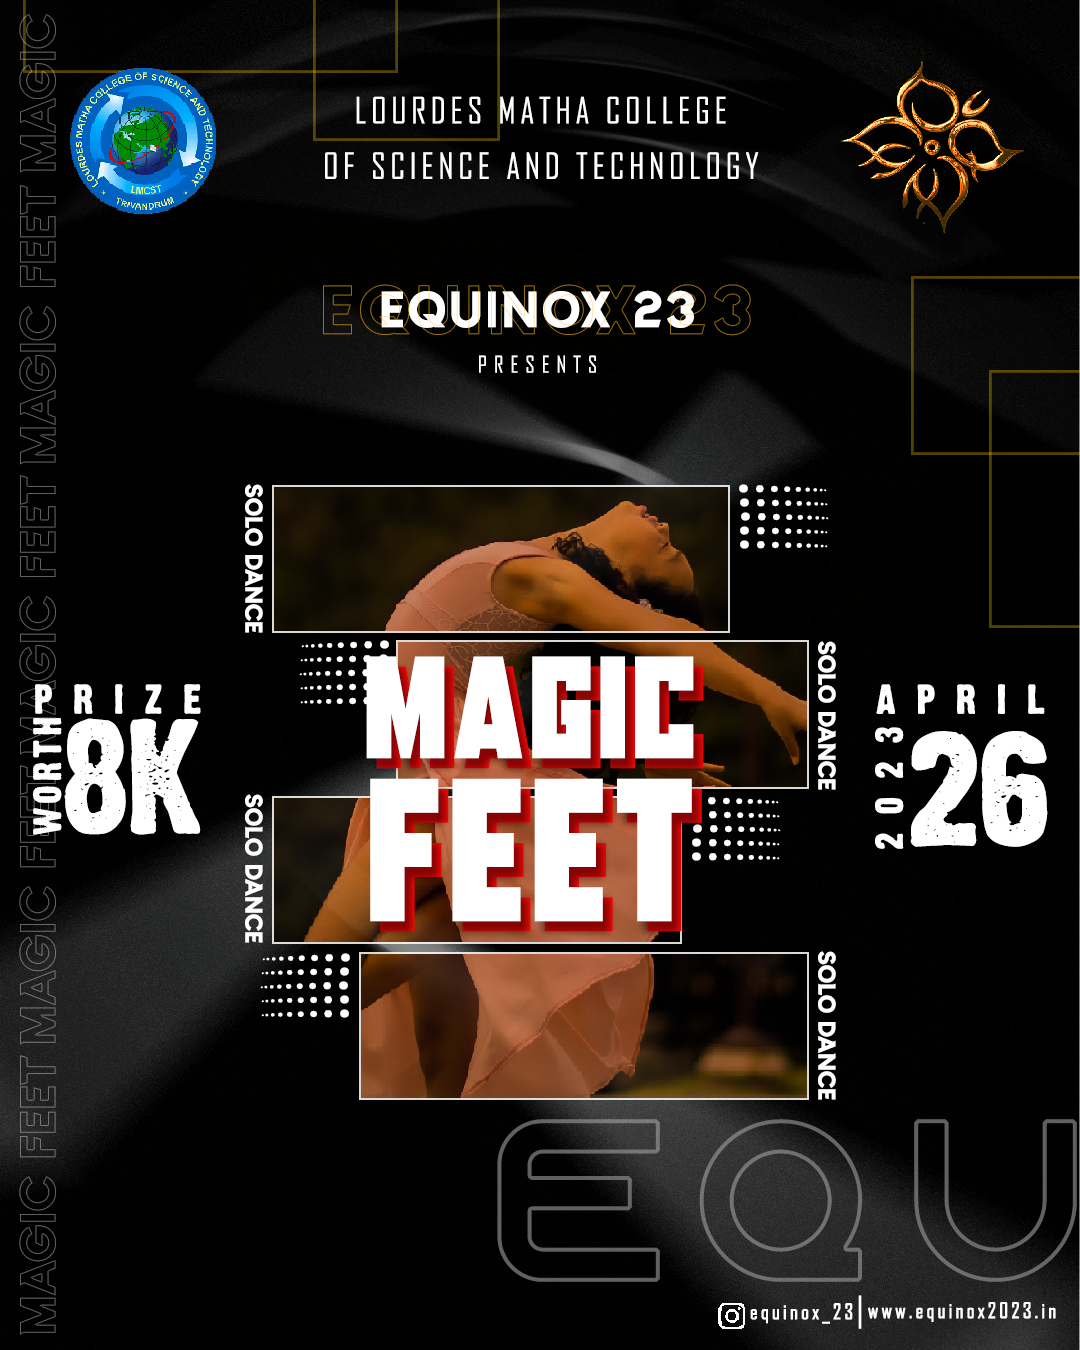 MAGIC FEET MAGIC FEET MAGIC FEET MAGIC FEET MAGIC
LOURDES MATHA COLLEGE OF SCIENCE AND TECHNOLOGY
LMCST
TRIVANDRUM
LOURDES MATHA COLLEGE
OF SCIENCE AND TECHNOLOGY
EQUINOX 23
EQUINOX 23
PRESENTS
SOLO DANCE
SOLO DANCE
MAGIC
FEET
PRIZE
WORTH
8K
APRIL
2023
26
SOLO DANCE
SOLO DANCE
EQU
equinox_23
www.equinox2023.in